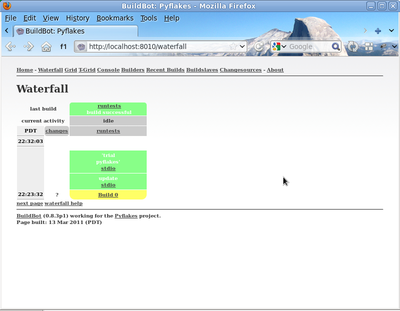 BuildBot: Pyflakes - Mozilla Firefox
File Edit View History Bookmarks Tools Help
BuildBot: Pyflakes
f1 http://localhost:8010/waterfall Google
Home - Waterfall Grid T-Grid Console Builders Recent Builds Buildslaves Changesources - About
Waterfall
last build runtests
build successful
current activity idle
PDT changes runtests
22:32:03
'trial
pyflakes'
stdio
update
stdio
22:23:32 ? Build 0
next page waterfall help
BuildBot (0.8.3p1) working for the Pyflakes project.
Page built: 13 Mar 2011 (PDT)